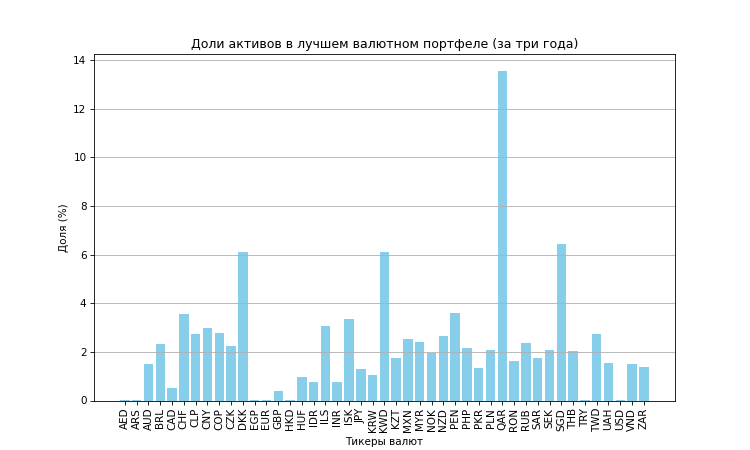 Доли активов в лучшем валютном портфеле (за три года)
Доля (%)
14
12
10
8
6
4
2
0
AED
ARS
AUD
BRL
CAD
CHF
CLP
CNY
COP
CZK
DKK
EGP
EUR
GBP
HKD
HUF
IDR
ILS
INR
ISK
JPY
KRW
KWD
KZT
MXN
MYR
NOK
NZD
PEN
PHP
PKR
PLN
QAR
RON
RUB
SAR
SEK
SGD
THB
TRY
TWD
UAH
USD
VND
ZAR
Тикеры валют